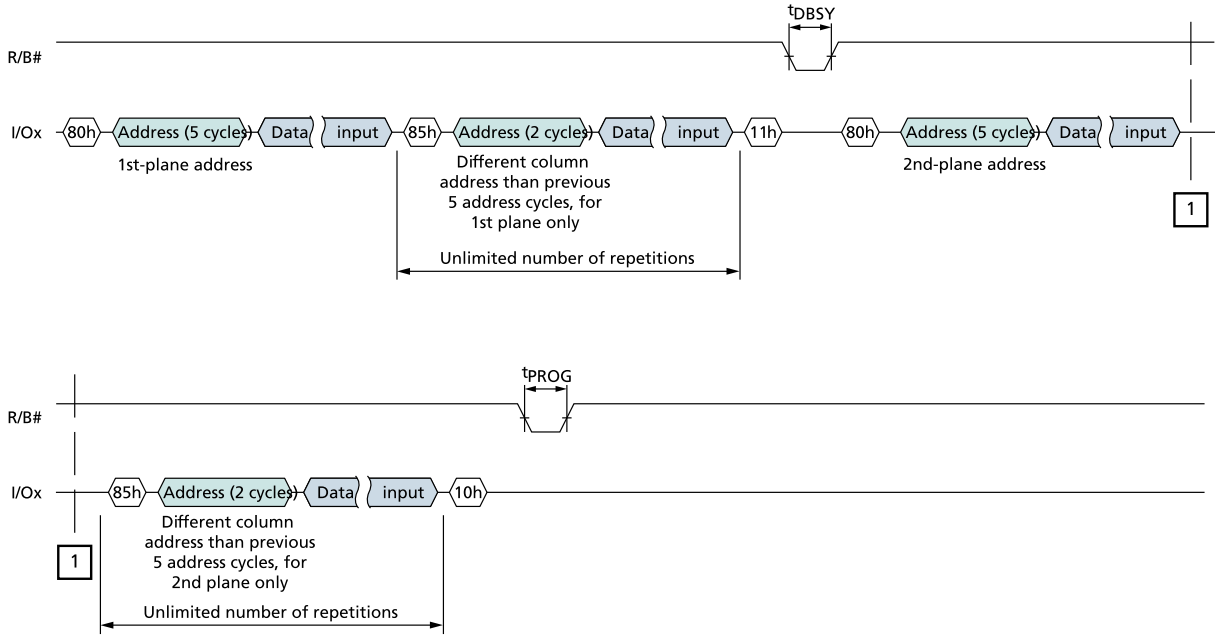 tDBSY
R/B#
I/Ox 80h Address (5 cycles) Data input 85h Address (2 cycles) Data input 11h 80h Address (5 cycles) Data input
1st-plane address
Different column
address than previous
5 address cycles, for
1st plane only
2nd-plane address
1
Unlimited number of repetitions
tPROG
R/B#
I/Ox 85h Address (2 cycles) Data input 10h
Different column
address than previous
5 address cycles, for
2nd plane only
1
Unlimited number of repetitions